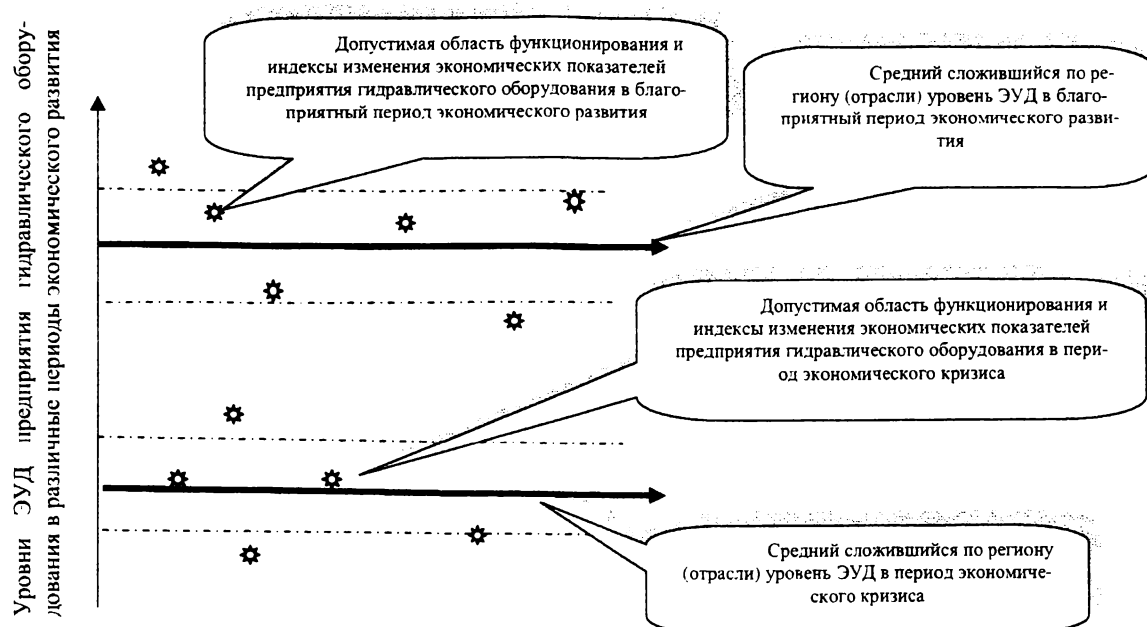 Уровни ЭУД предприятия гидравлического обору-
дования в различные периоды экономического развития
Допустимая область функционирования и
индексы изменения экономических показателей
предприятия гидравлического оборудования в благо-
приятный период экономического развития
Средний сложившийся по ре-
гиону (отрасли) уровень ЭУД в благо-
приятный период экономического разви-
тия
Допустимая область функционирования и
индексы изменения экономических показателей
предприятия гидравлического оборудования в пери-
од экономического кризиса
Средний сложившийся по региону
(отрасли) уровень ЭУД в период экономиче-
ского кризиса